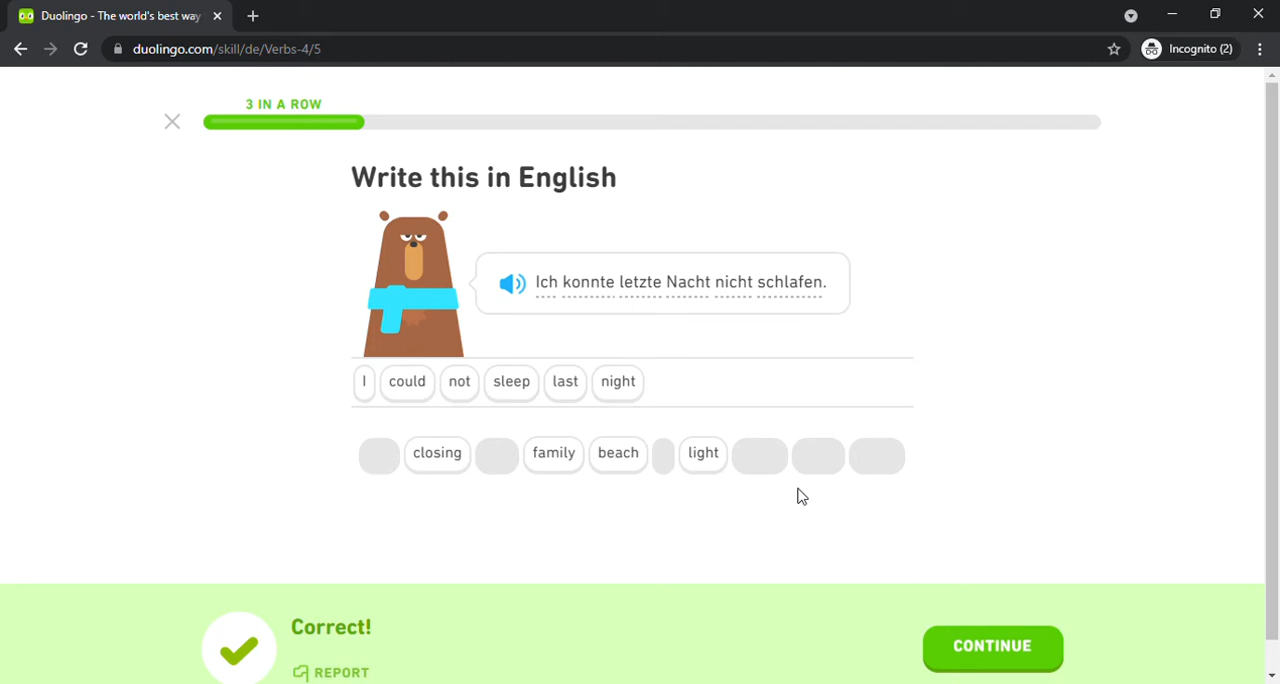 Duolingo - The world's best way
duolingo.com/skill/de/Verbs-4/5
Incognito (2)
3 IN A ROW
Write this in English
Ich konnte letzte Nacht nicht schlafen.
I could not sleep last night
closing family beach light
Correct!
REPORT
CONTINUE